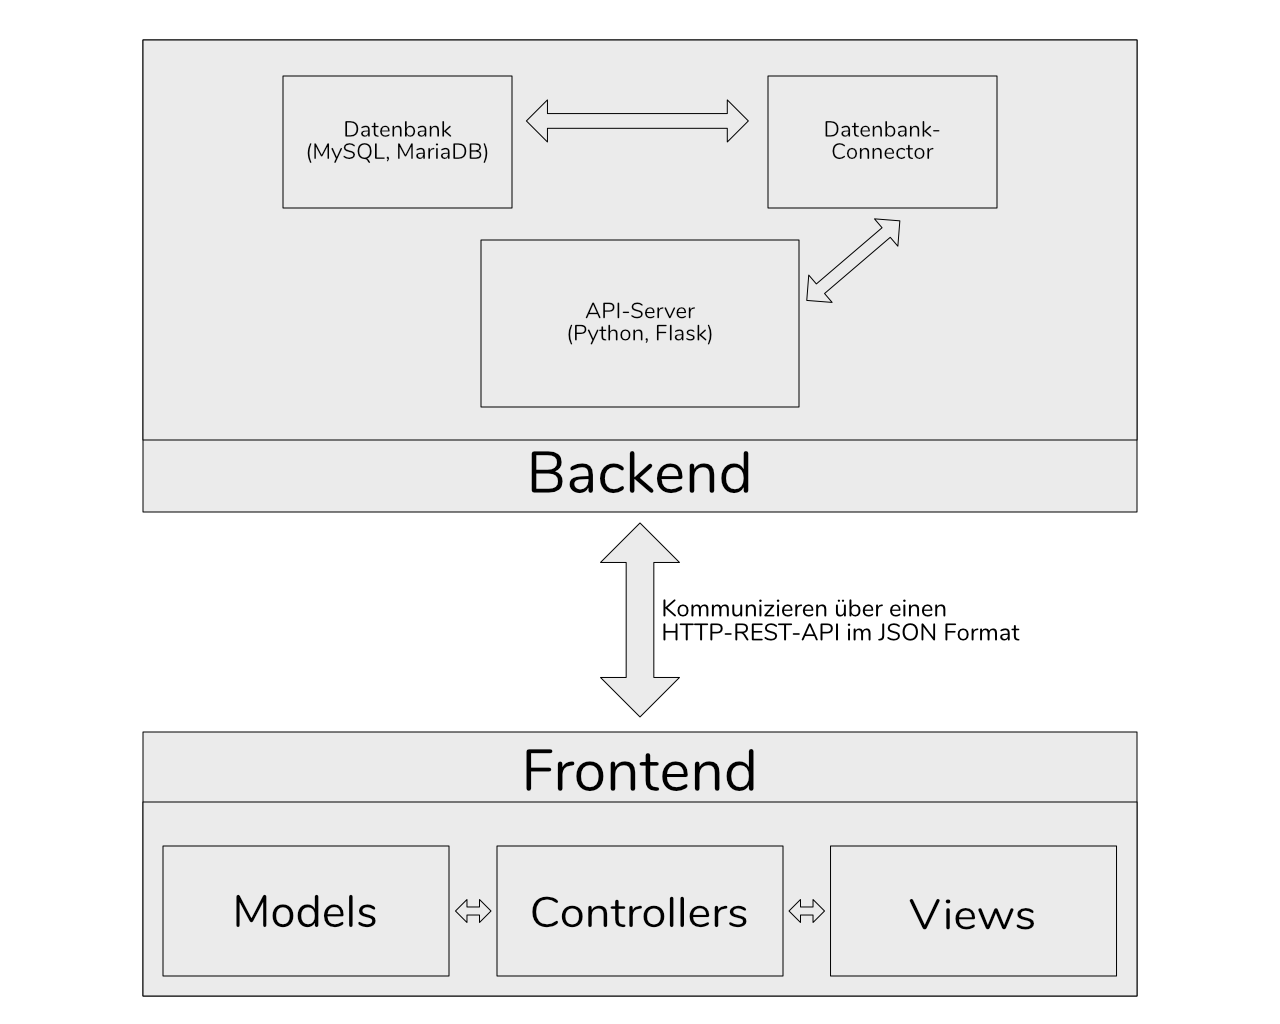 Datenbank
(MySQL, MariaDB)
Datenbank-
Connector
API-Server
(Python, Flask)
Backend
Kommunizieren über einen
HTTP-REST-API im JSON Format
Frontend
Models
Controllers
Views